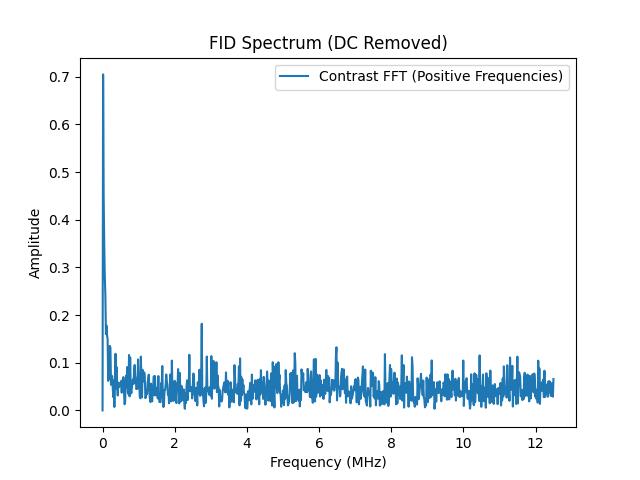 FID Spectrum (DC Removed)
Contrast FFT (Positive Frequencies)
0.7
0.6
0.5
0.4
0.3
0.2
0.1
0.0
Amplitude
0 2 4 6 8 10 12
Frequency (MHz)